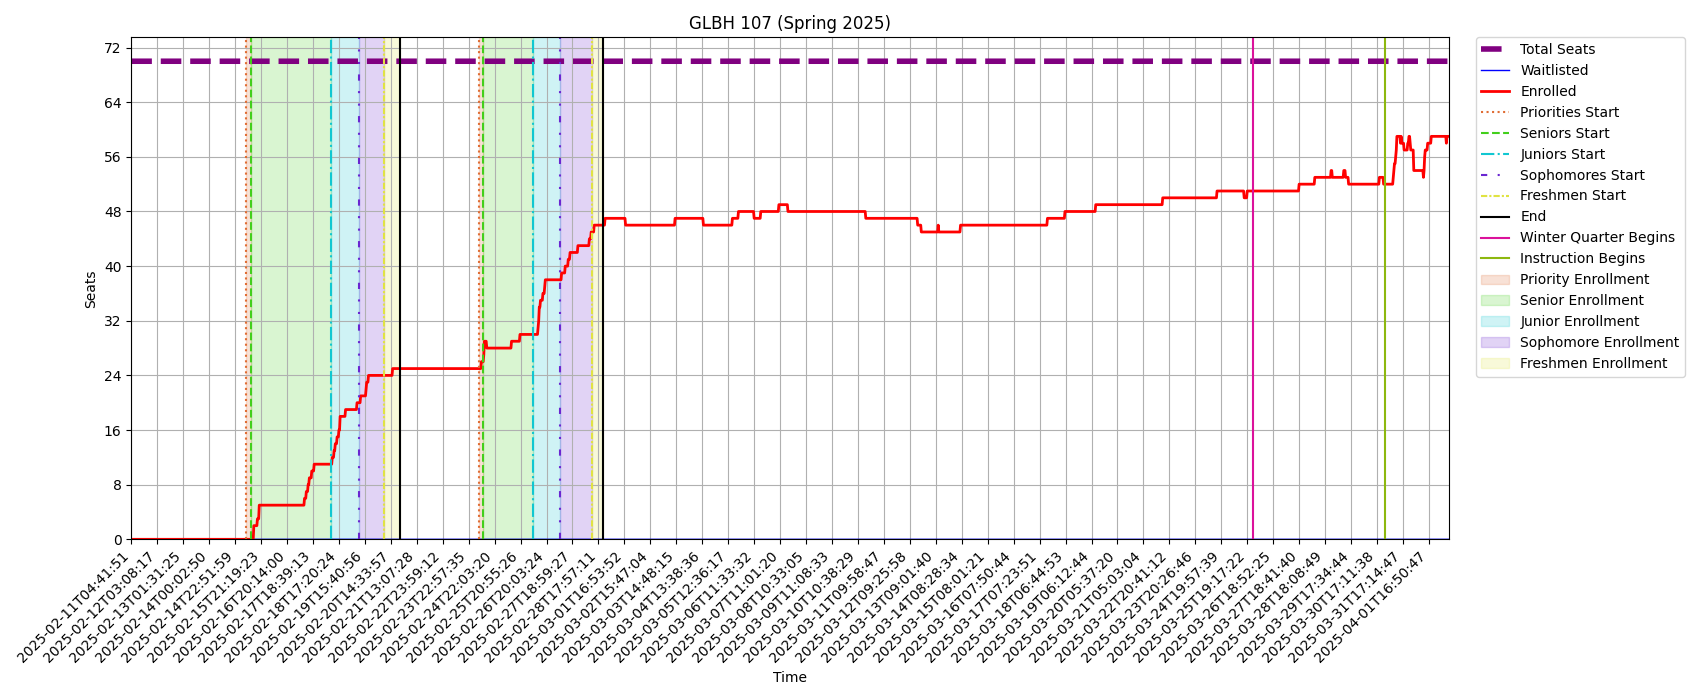 GLBH 107 (Spring 2025)
72
64
56
48
40
32
24
16
8
0
Seats
2025-02-11T04:41:51
2025-02-12T03:08:17
2025-02-13T01:31:25
2025-02-14T00:02:50
2025-02-14T22:51:59
2025-02-15T21:19:23
2025-02-16T20:14:00
2025-02-17T18:39:13
2025-02-18T17:20:24
2025-02-19T15:40:56
2025-02-20T14:33:57
2025-02-21T13:07:28
2025-02-22T23:59:12
2025-02-23T22:57:35
2025-02-24T22:03:20
2025-02-25T20:55:26
2025-02-26T20:03:24
2025-02-27T18:59:27
2025-02-28T17:57:11
2025-03-01T16:53:52
2025-03-02T15:47:04
2025-03-03T14:48:15
2025-03-04T13:38:36
2025-03-05T12:36:17
2025-03-06T11:33:32
2025-03-07T11:01:20
2025-03-08T10:33:05
2025-03-09T11:08:33
2025-03-10T10:38:29
2025-03-11T09:58:47
2025-03-12T09:25:58
2025-03-13T09:01:40
2025-03-14T08:28:34
2025-03-15T08:01:21
2025-03-16T07:50:44
2025-03-17T07:23:51
2025-03-18T06:44:53
2025-03-19T06:12:44
2025-03-20T05:37:20
2025-03-21T05:03:04
2025-03-22T20:41:12
2025-03-23T20:26:46
2025-03-24T19:57:39
2025-03-25T19:17:22
2025-03-26T18:52:25
2025-03-27T18:41:40
2025-03-28T18:08:49
2025-03-29T17:34:44
2025-03-30T17:11:38
2025-03-31T17:14:47
2025-04-01T16:50:47
Time
Total Seats
Waitlisted
Enrolled
Priorities Start
Seniors Start
Juniors Start
Sophomores Start
Freshmen Start
End
Winter Quarter Begins
Instruction Begins
Priority Enrollment
Senior Enrollment
Junior Enrollment
Sophomore Enrollment
Freshmen Enrollment